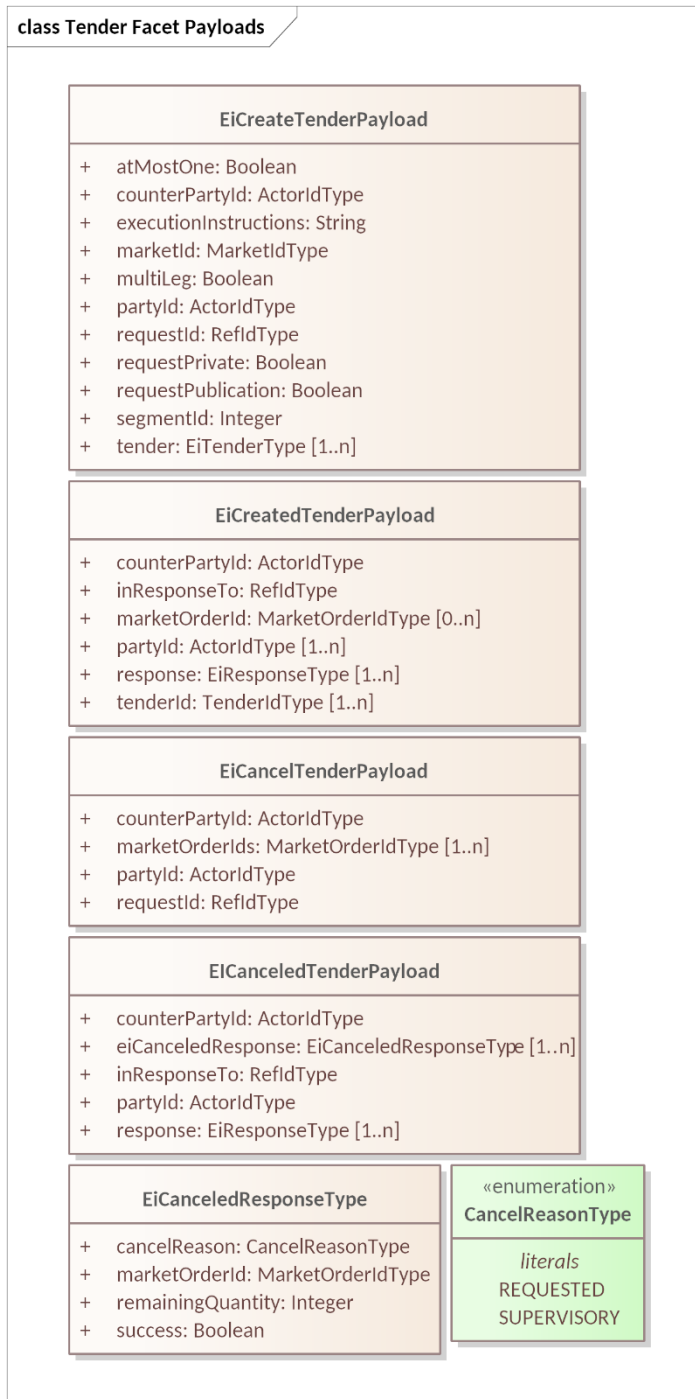 class Tender Facet Payloads
EiCreateTenderPayload
+ atMostOne: Boolean
+ counterPartyId: ActorIdType
+ executionInstructions: String
+ marketId: MarketIdType
+ multiLeg: Boolean
+ partyId: ActorIdType
+ requestId: RefIdType
+ requestPrivate: Boolean
+ requestPublication: Boolean
+ segmentId: Integer
+ tender: EiTenderType [1..n]
EiCreatedTenderPayload
+ counterPartyId: ActorIdType
+ inResponseTo: RefIdType
+ marketOrderId: MarketOrderIdType [0..n]
+ partyId: ActorIdType [1..n]
+ response: EiResponseType [1..n]
+ tenderId: TenderIdType [1..n]
EiCancelTenderPayload
+ counterPartyId: ActorIdType
+ marketOrderIds: MarketOrderIdType [1..n]
+ partyId: ActorIdType
+ requestId: RefIdType
EICanceledTenderPayload
+ counterPartyId: ActorIdType
+ eiCanceledResponse: EiCanceledResponseType [1..n]
+ inResponseTo: RefIdType
+ partyId: ActorIdType
+ response: EiResponseType [1..n]
EiCanceledResponseType
+ cancelReason: CancelReasonType
+ marketOrderId: MarketOrderIdType
+ remainingQuantity: Integer
+ success: Boolean
«enumeration»
CancelReasonType
literals
REQUESTED
SUPERVISORY